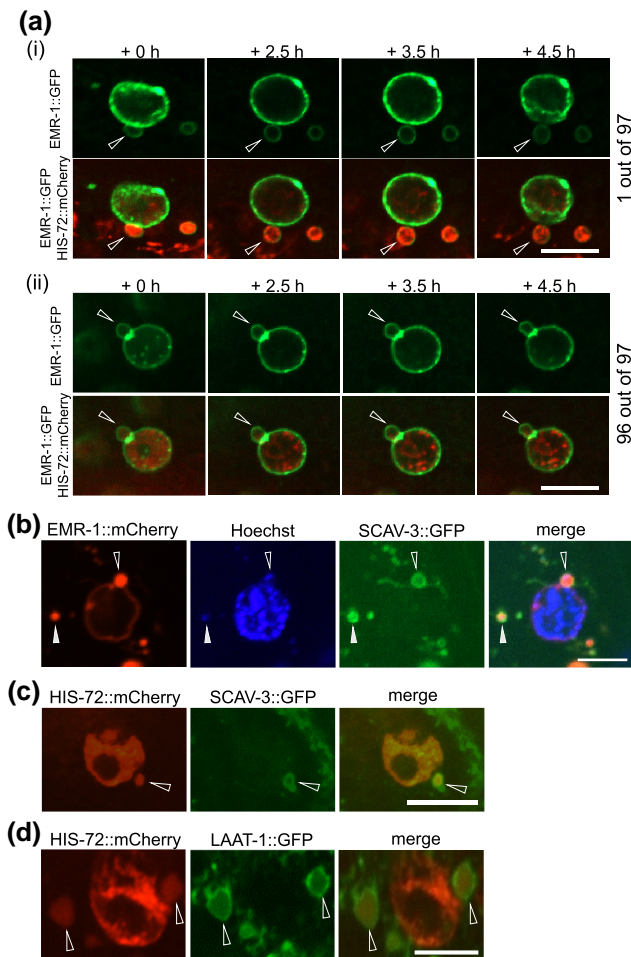 (a)
(i)
+ 0 h + 2.5 h + 3.5 h + 4.5 h
EMR-1::GFP
EMR-1::GFP
HIS-72::mCherry
1 out of 97
(ii)
+ 0 h + 2.5 h + 3.5 h + 4.5 h
EMR-1::GFP
EMR-1::GFP
HIS-72::mCherry
96 out of 97
(b)
EMR-1::mCherry Hoechst SCAV-3::GFP merge
(c)
HIS-72::mCherry SCAV-3::GFP merge
(d)
HIS-72::mCherry LAAT-1::GFP merge